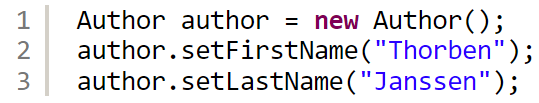 1 Author author = new Author();
2 author.setFirstName("Thorben");
3 author.setLastName("Janssen");